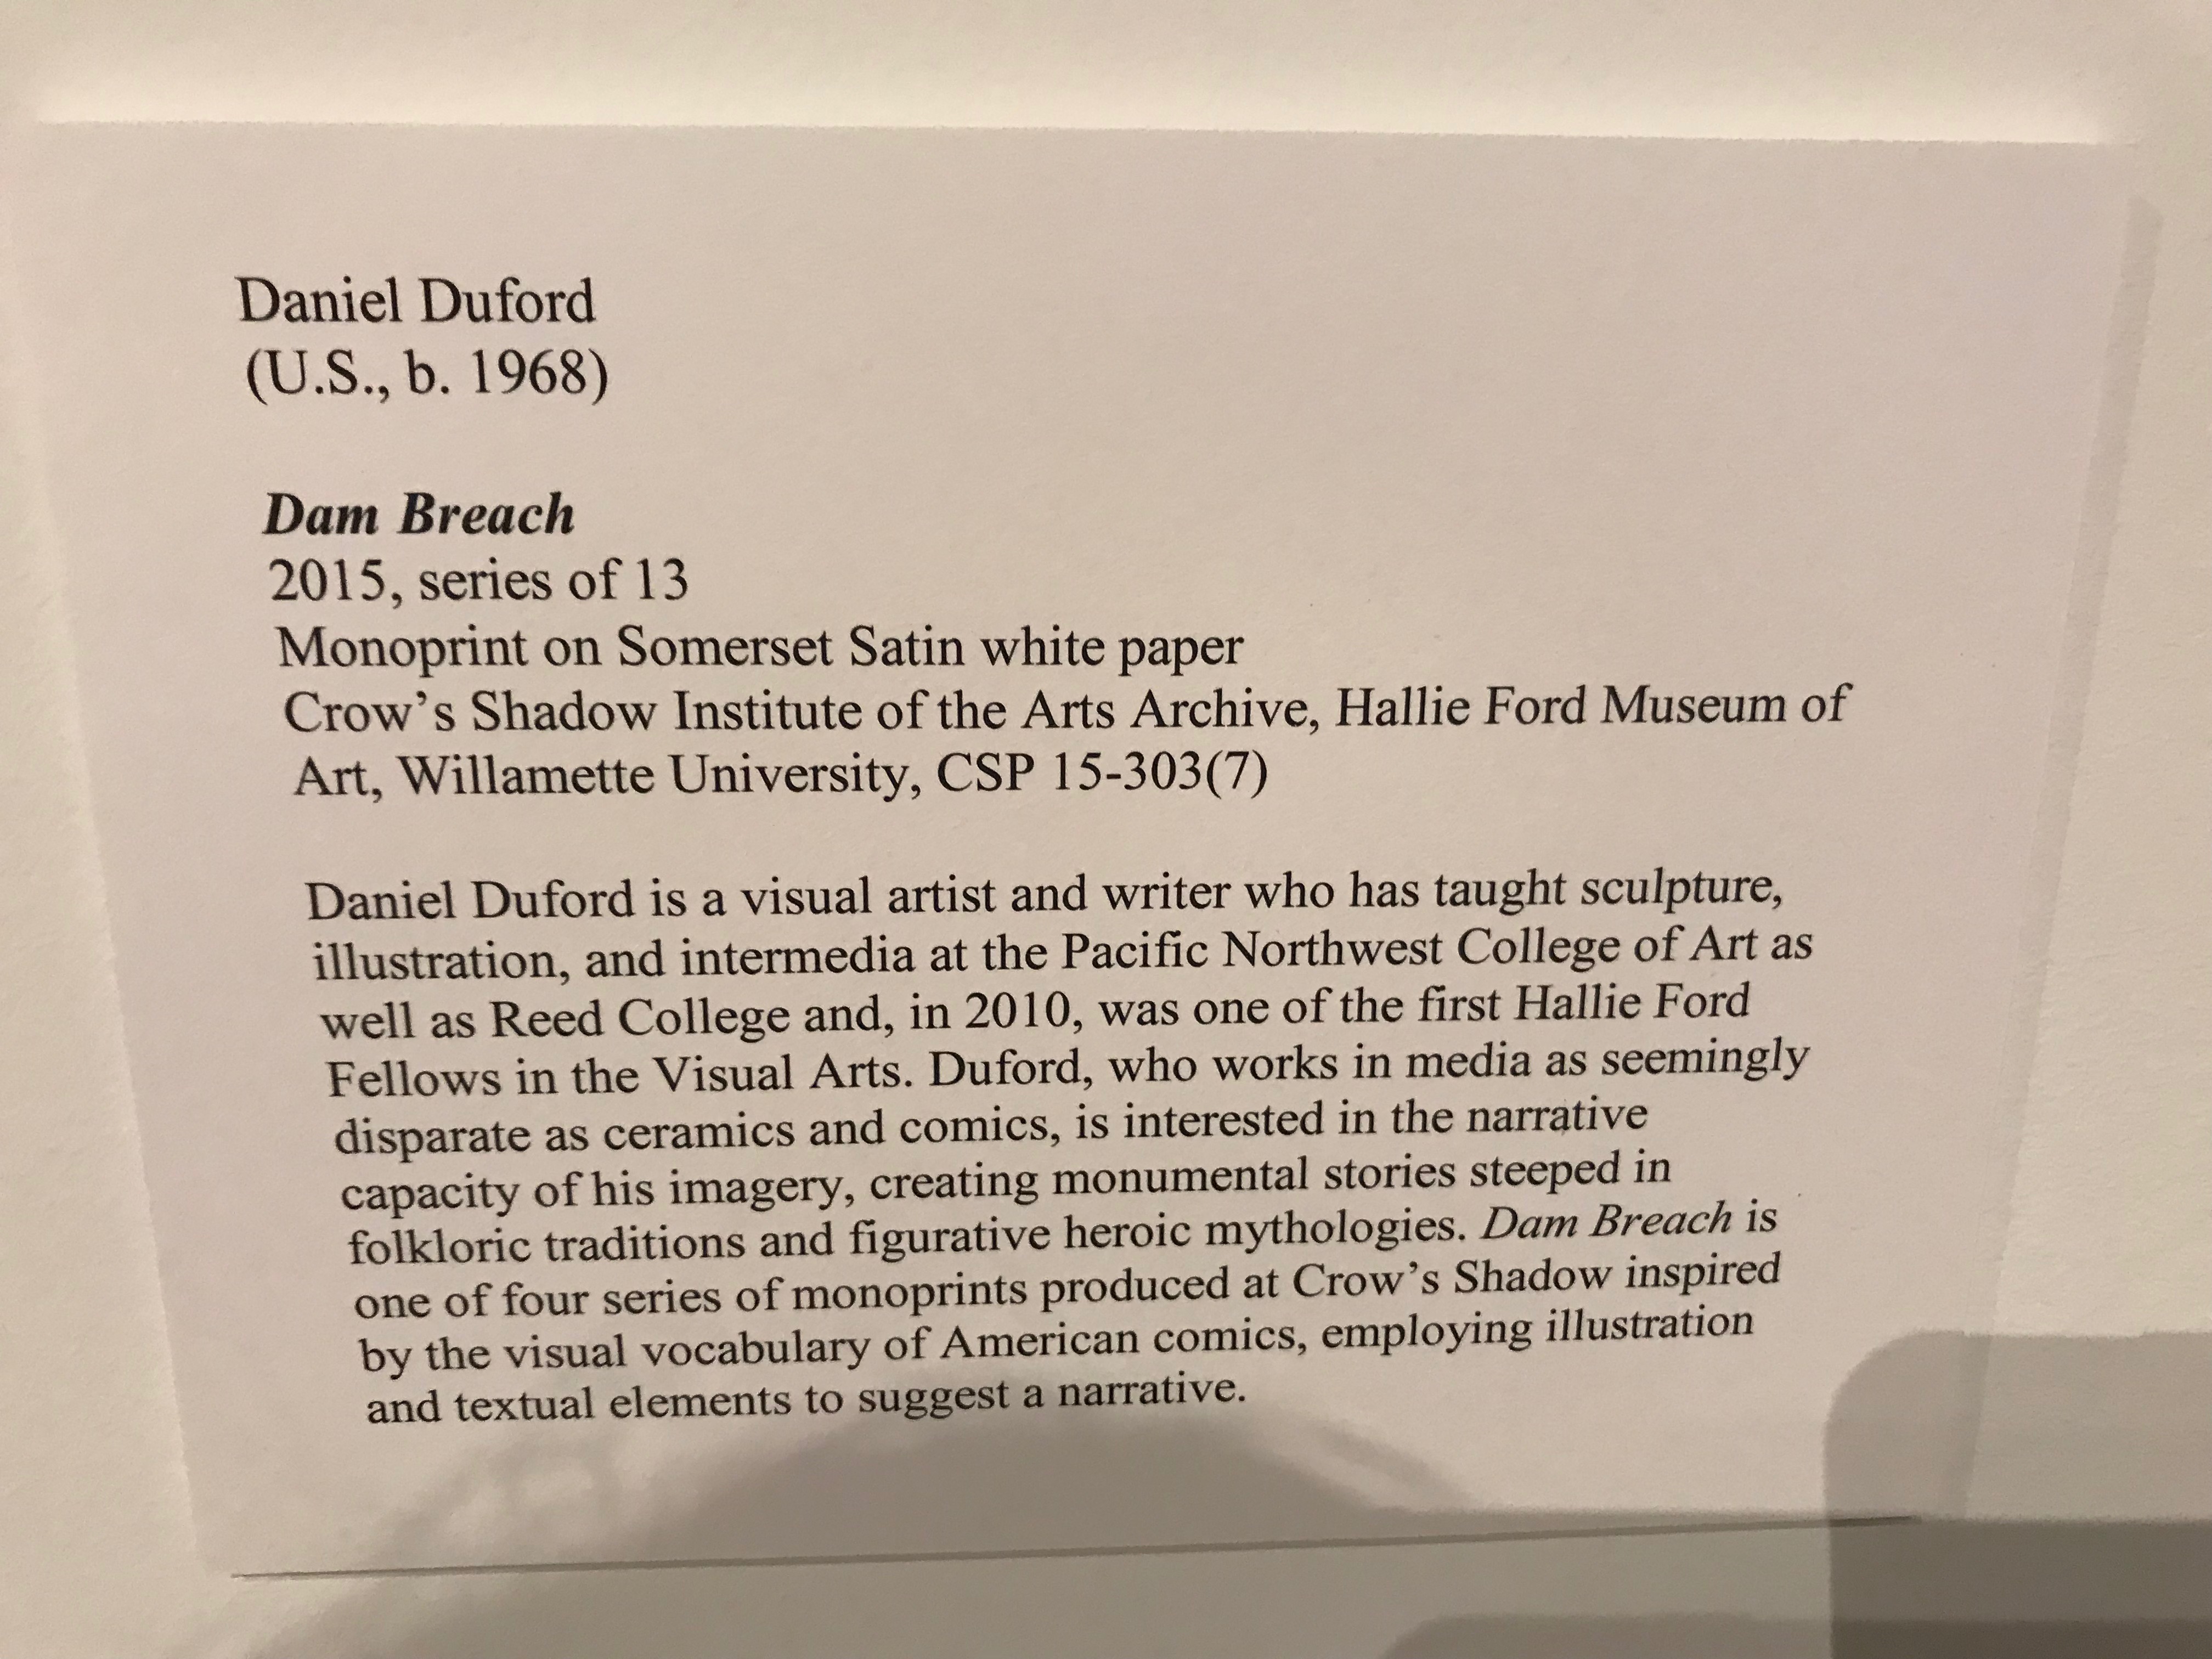 Daniel Duford
(U.S., b. 1968)
Dam Breach
2015, series of 13
Monoprint on Somerset Satin white paper
Crow’s Shadow Institute of the Arts Archive, Hallie Ford Museum of
Art, Willamette University, CSP 15-303(7)
Daniel Duford is a visual artist and writer who has taught sculpture,
illustration, and intermedia at the Pacific Northwest College of Art as
well as Reed College and, in 2010, was one of the first Hallie Ford
Fellows in the Visual Arts. Duford, who works in media as seemingly
disparate as ceramics and comics, is interested in the narrative
capacity of his imagery, creating monumental stories steeped in
folkloric traditions and figurative heroic mythologies. Dam Breach is
one of four series of monoprints produced at Crow’s Shadow inspired
by the visual vocabulary of American comics, employing illustration
and textual elements to suggest a narrative.